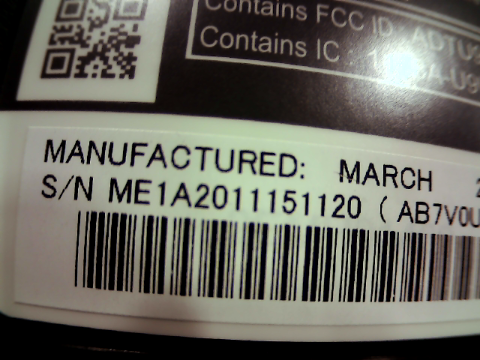 Contains FCC ID
Contains IC
MANUFACTURED: MARCH
S/N ME1A2011151120 ( AB7V0U